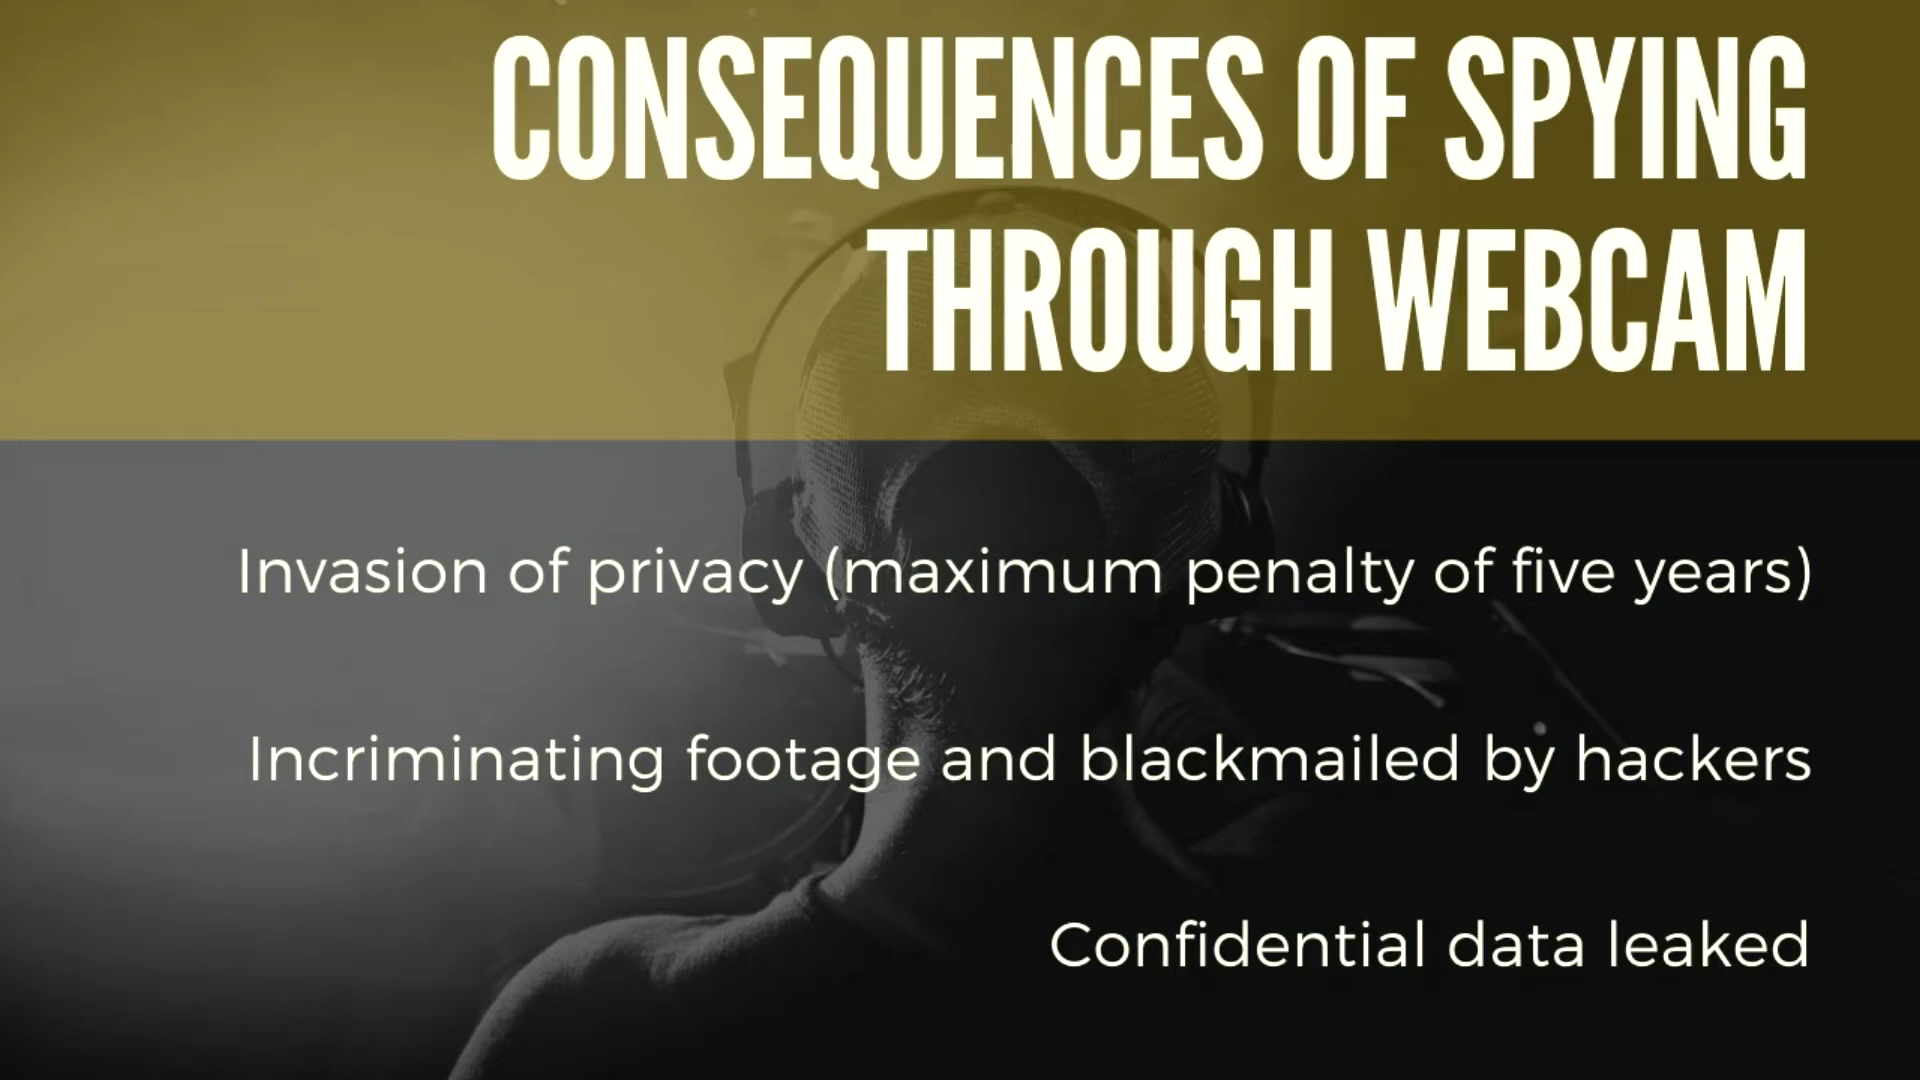 CONSEQUENCES OF SPYING
THROUGH WEBCAM
Invasion of privacy (maximum penalty of five years)
Incriminating footage and blackmailed by hackers
Confidential data leaked